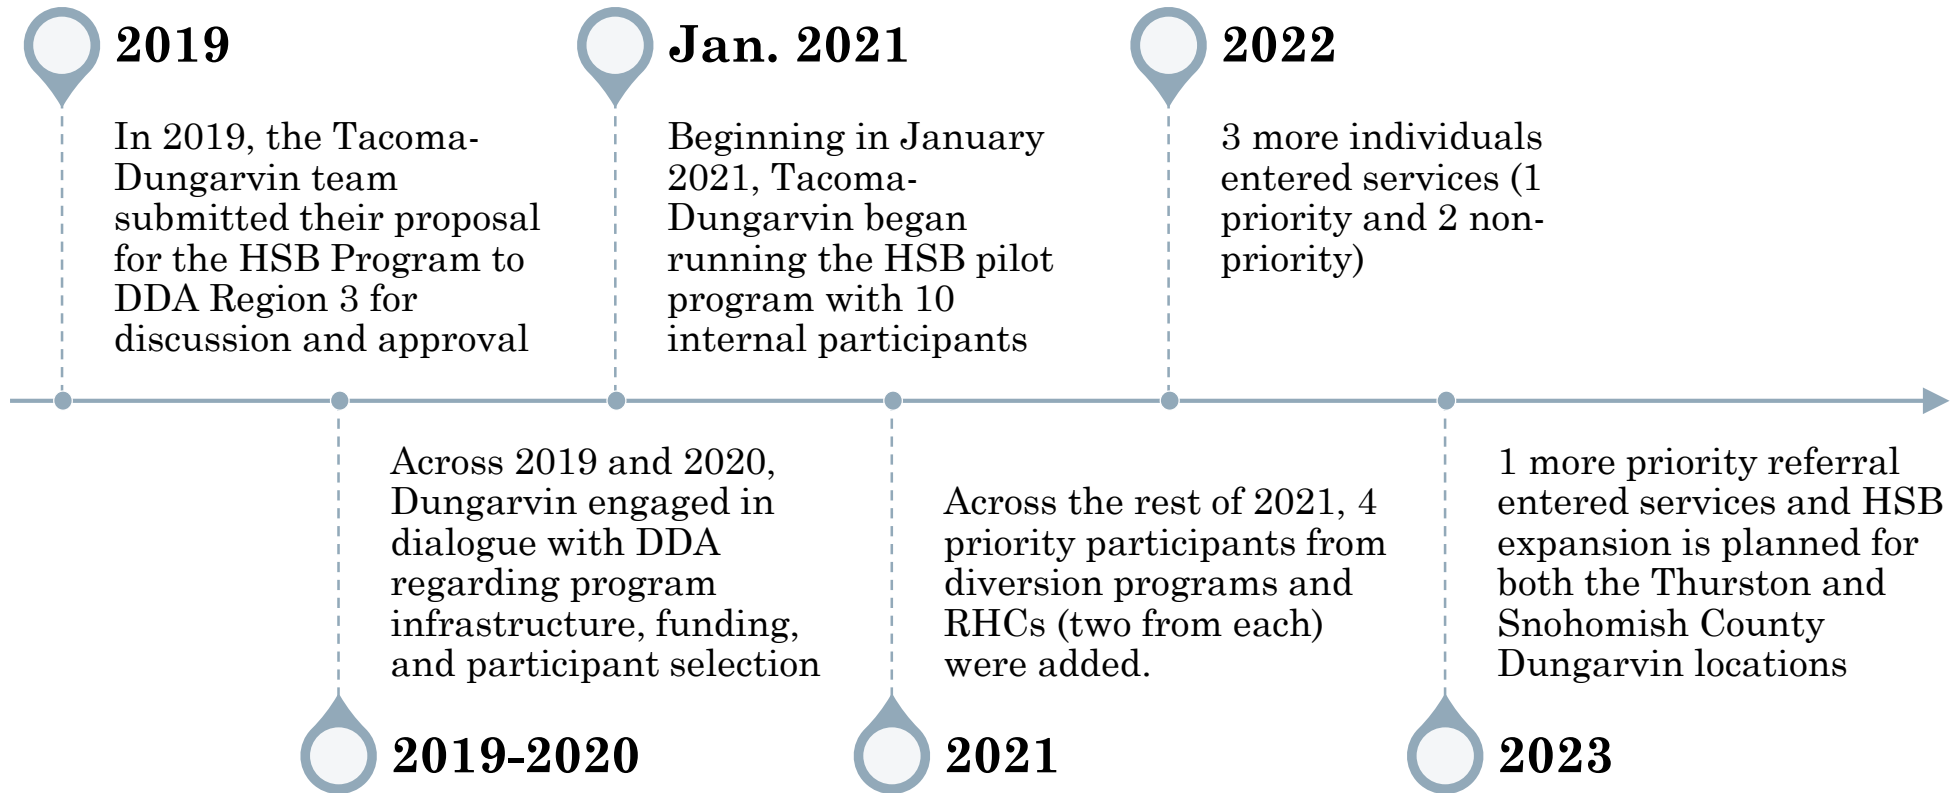 2019
In 2019, the Tacoma-
Dungarvin team
submitted their proposal
for the HSB Program to
DDA Region 3 for
discussion and approval
Across 2019 and 2020,
Dungarvin engaged in
dialogue with DDA
regarding program
infrastructure, funding,
and participant selection
2019-2020
Jan. 2021
Beginning in January
2021, Tacoma-
Dungarvin began
running the HSB pilot
program with 10
internal participants
Across the rest of 2021, 4
priority participants from
diversion programs and
RHCs (two from each)
were added.
2021
2022
3 more individuals
entered services (1
priority and 2 non-
priority)
1 more priority referral
entered services and HSB
expansion is planned for
both the Thurston and
Snohomish County
Dungarvin locations
2023